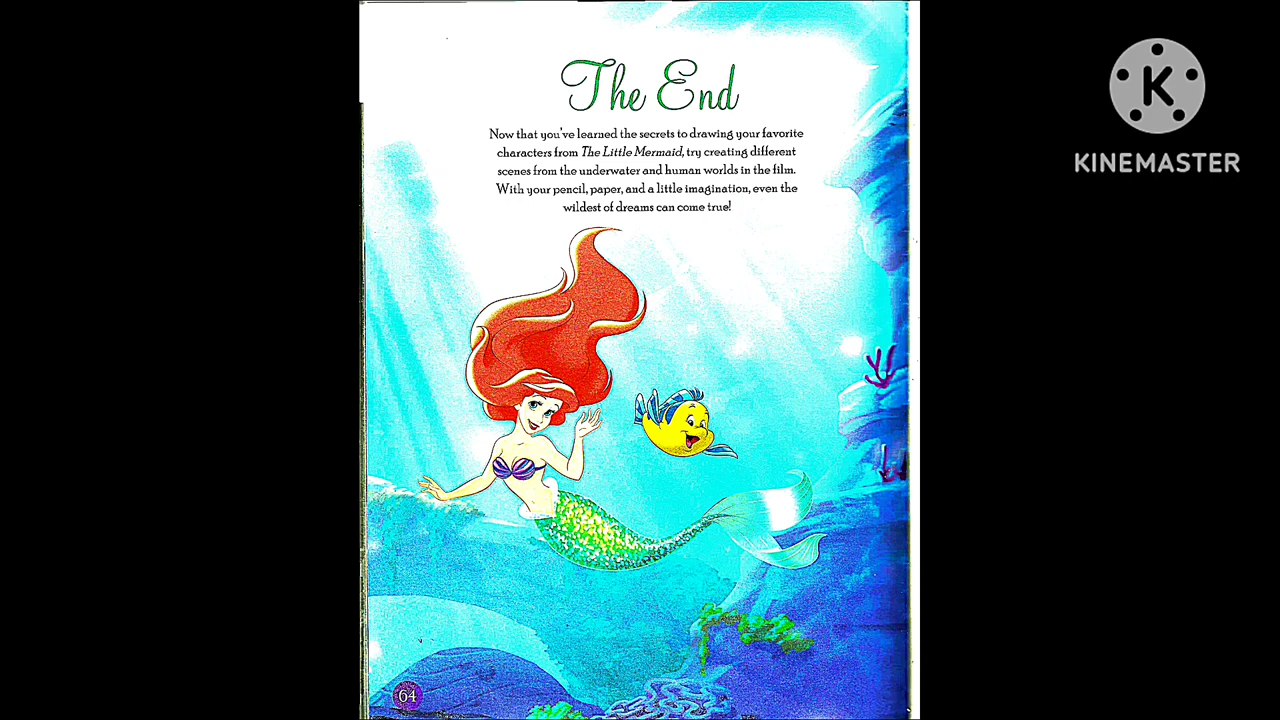 The End
Now that you've learned the secrets to drawing your favorite
characters from The Little Mermaid, try creating different
scenes from the underwater and human worlds in the film.
With your pencil, paper, and a little imagination, even the
wildest of dreams can come true!
64
K
KINEMASTER